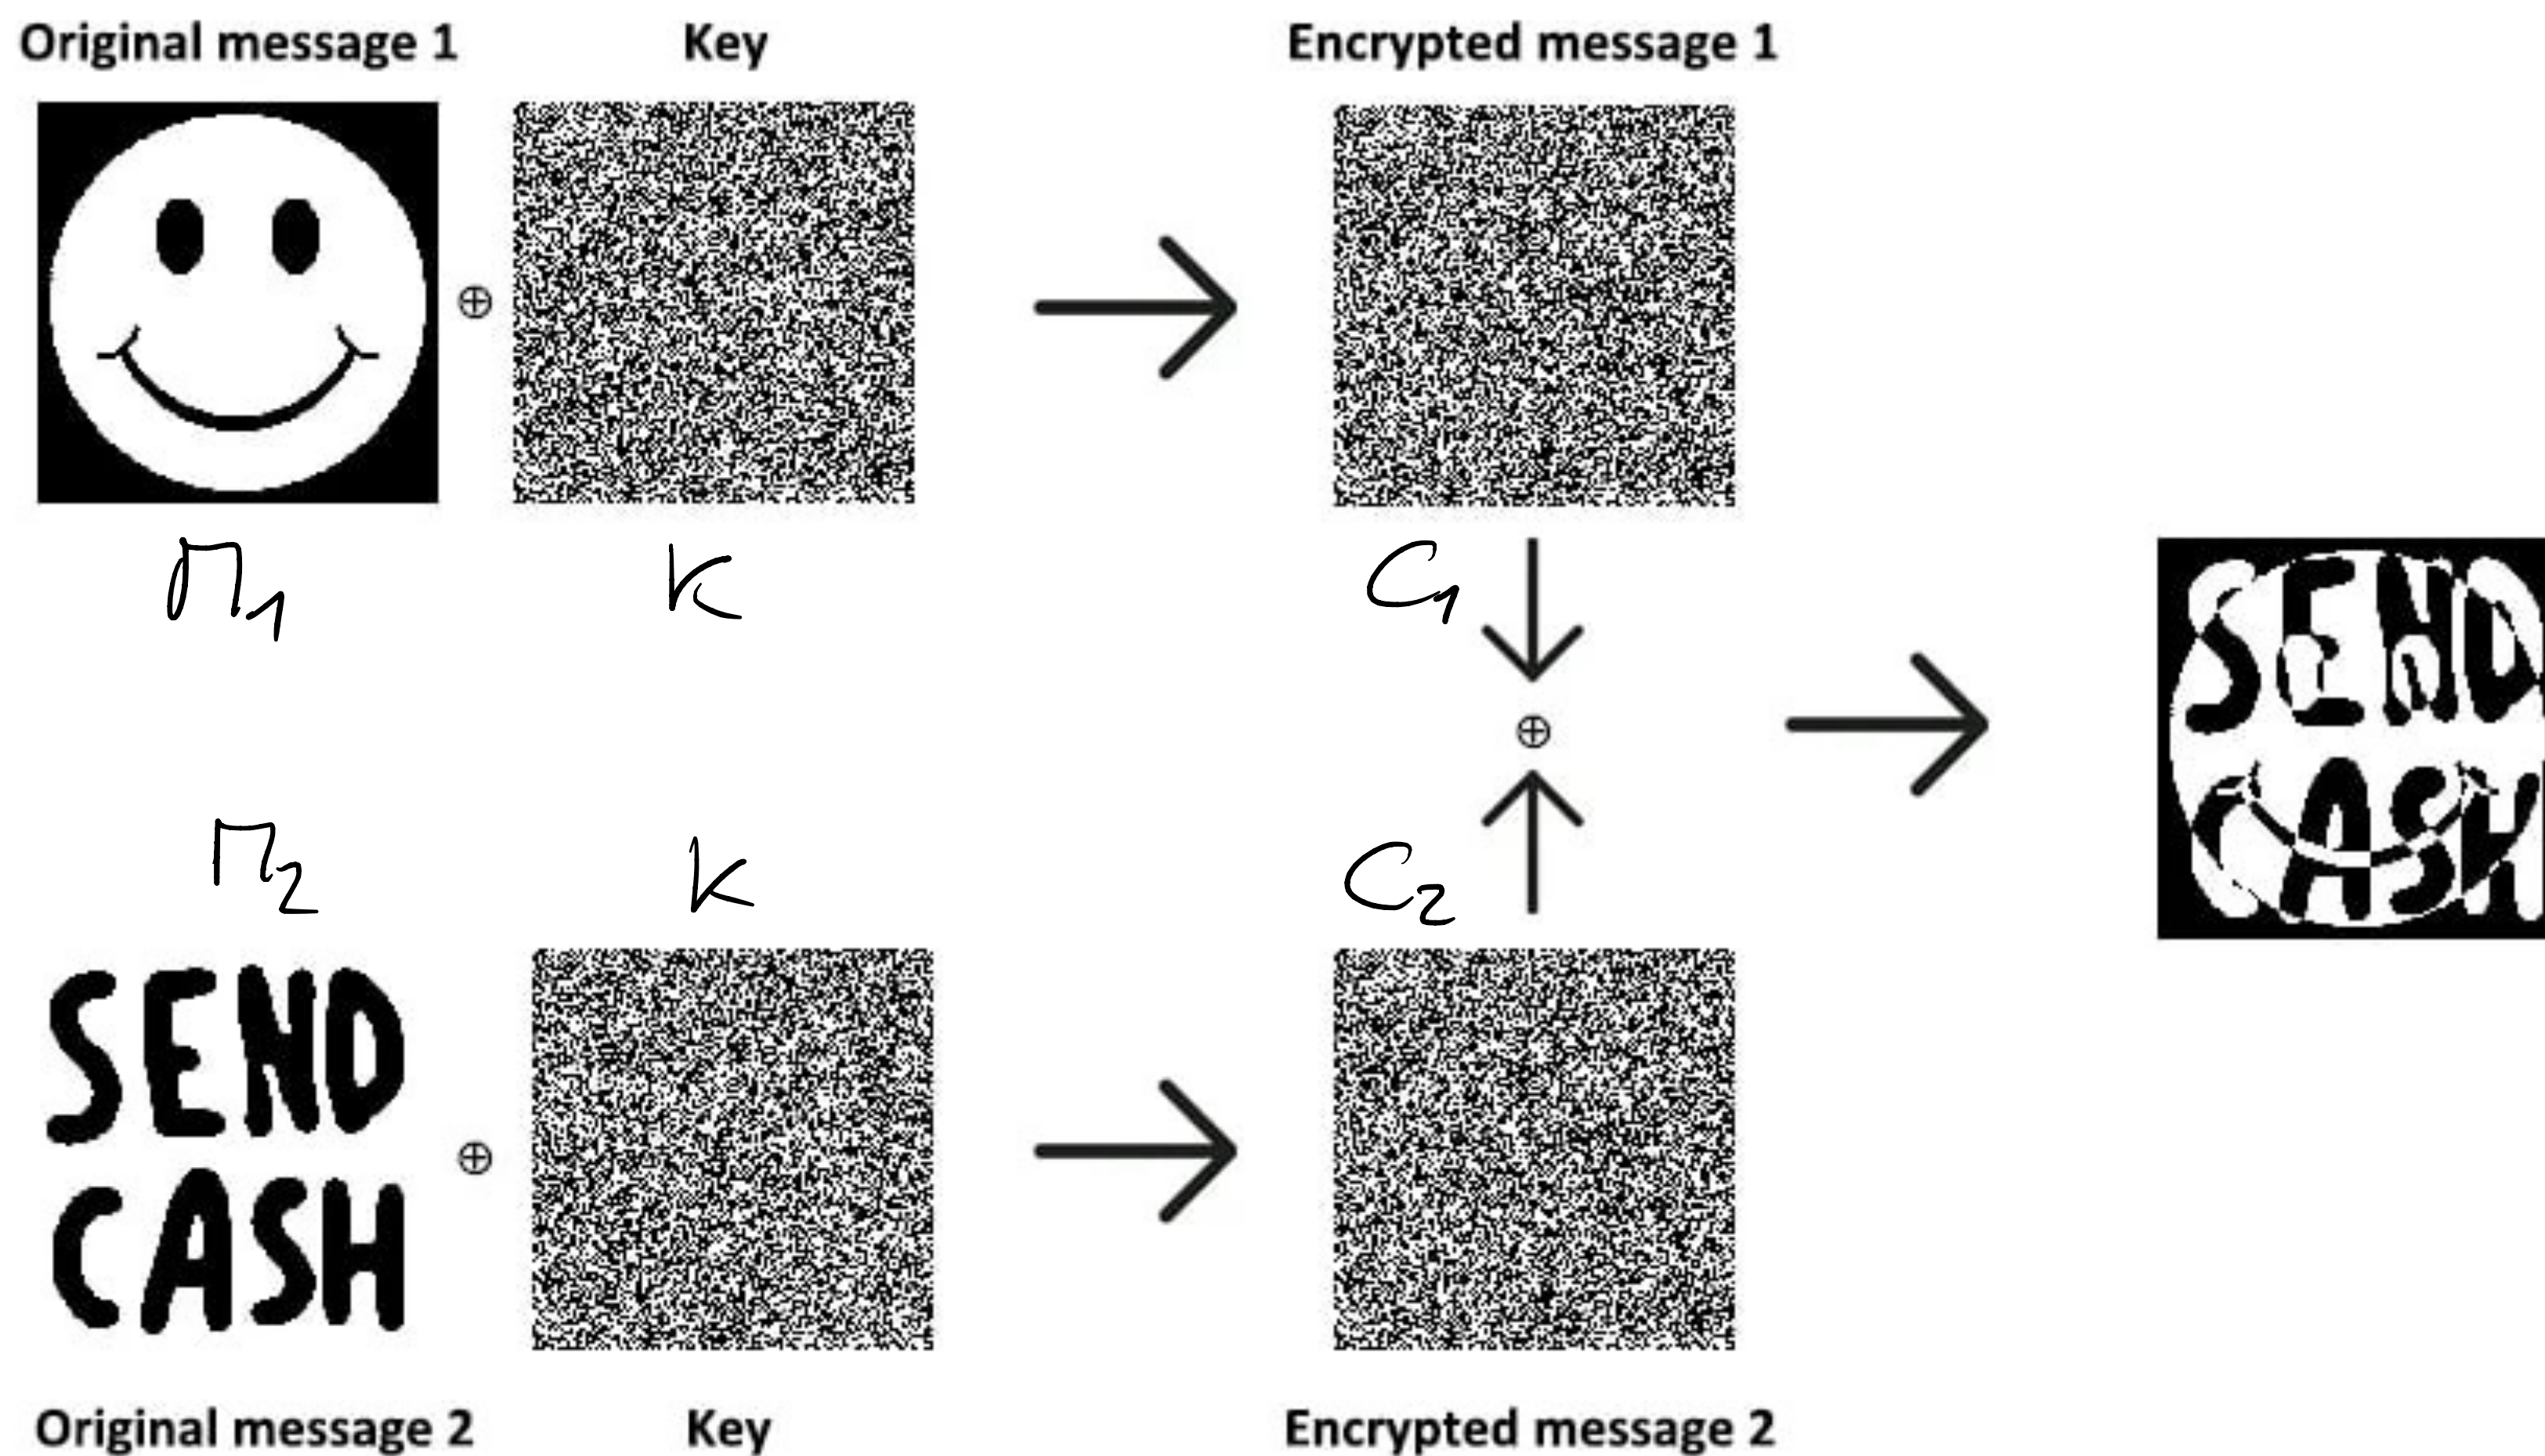 Original message 1
Key
Encrypted message 1
⊕
M1
K
C1
⊕
SEND
CASH
M2
K
C2
SEND
CASH
⊕
Original message 2
Key
Encrypted message 2